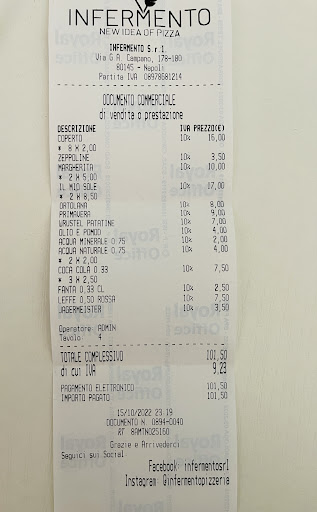 INFERMENTO
NEW IDEA OF PIZZA
INFERMENTO S.r.l.
Via G.A. Campano, 178-180
80145 - Napoli
Partita IVA 08978681214
DOCUMENTO COMMERCIALE
di vendita o prestazione
DESCRIZIONE IVA PREZZO(€)
COPERTO 10% 16,00
* 8 X 2,00
ZEPPOLINE 10% 3,50
MARGHERITA 10% 10,00
* 2 X 5,00
IL MIO SOLE 10% 17,00
* 2 X 8,50
ORTOLANA 10% 8,00
PRIMAVERA 10% 9,00
WRUSTEL PATATINE 10% 7,00
OLIO E POMOD 10% 4,00
ACQUA MINERALE 0.75 10% 2,00
ACQUA NATURALE 0.75 10% 4,00
* 2 X 2,00
COCA COLA 0.33 10% 7,50
* 3 X 2,50
FANTA 0.33 CL 10% 2,50
LEFFE 0,50 ROSSA 10% 7,50
JAGERMEISTER 10% 3,50
Operatore: ADMIN
Tavolo: 4
TOTALE COMPLESSIVO 101,50
di cui IVA 9,23
PAGAMENTO ELETTRONICO 101,50
IMPORTO PAGATO 101,50
15/10/2022 23:19
DOCUMENTO N. 0894-0040
RT 8AMTN025160
Grazie e Arrivederci
Seguici sui Social
Facebook: infermentosrl
Instagram: @infermentopizzeria